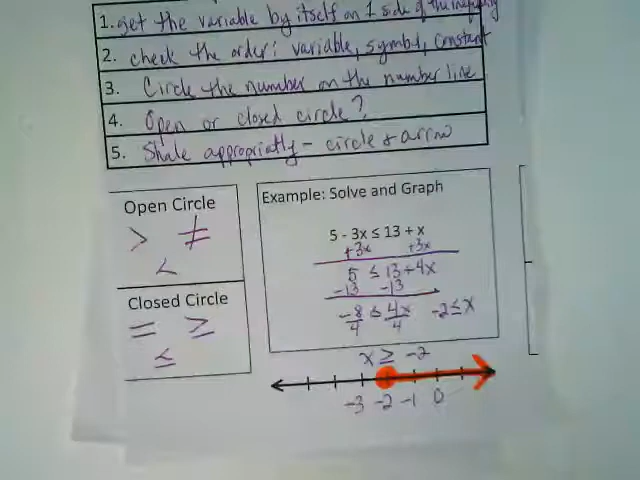 1. get the variable by itself on 1 side of the inequality
2. check the order: variable, symbol, constant
3. Circle the number on the number line
4. Open or closed circle?
5. Shade appropriately - circle & arrow
Open Circle
> ≠
<
Closed Circle
= ≥
≤
Example: Solve and Graph
5 - 3x ≤ 13 + x
+3x +3x
5 ≤ 13 + 4x
-13 -13
-8/4 ≤ 4x/4 -2 ≤ x
x ≥ -2
-3 -2 -1 0